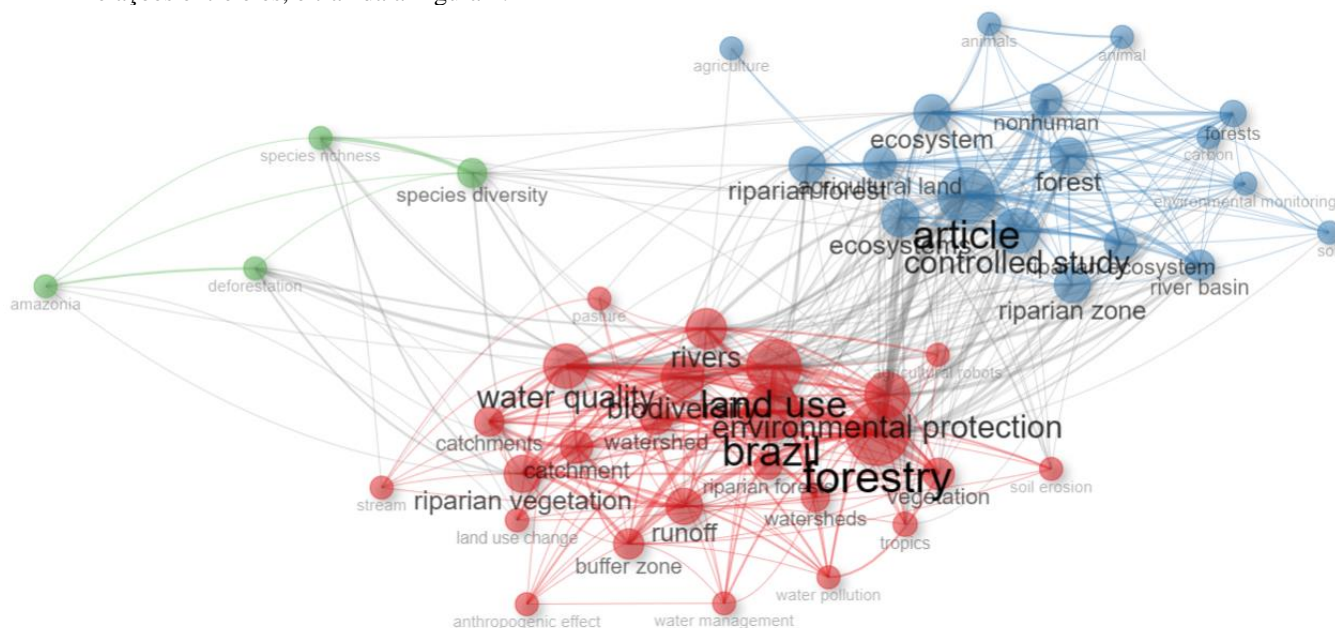 animals
animal
agriculture
nonhuman
forests
ecosystem
carbon
species richness
forest
agricultural land
riparian forest
species diversity
environmental monitoring
article
ecosystems
controlled study
riparian ecosystem
deforestation
river basin
amazonia
riparian zone
pasture
rivers
agricultural robots
water quality
land use
biodiversity
environmental protection
catchments
watershed
brazil
catchment
forestry
riparian forests
soil erosion
vegetation
riparian vegetation
stream
watersheds
runoff
land use change
tropics
buffer zone
water pollution
anthropogenic effect
water management